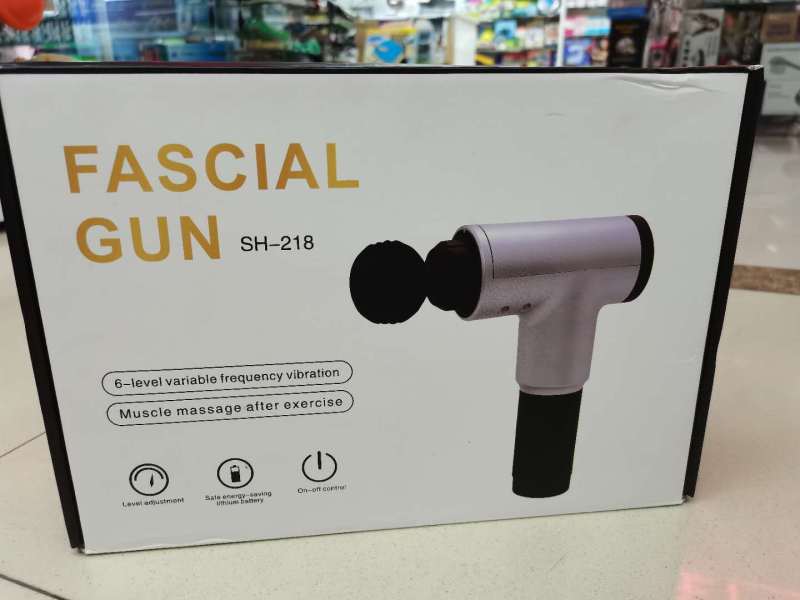 FASCIAL
GUN SH-218
6-level variable frequency vibration
Muscle massage after exercise
Level adjustment
Safe energy-saving
lithium battery
On-off control